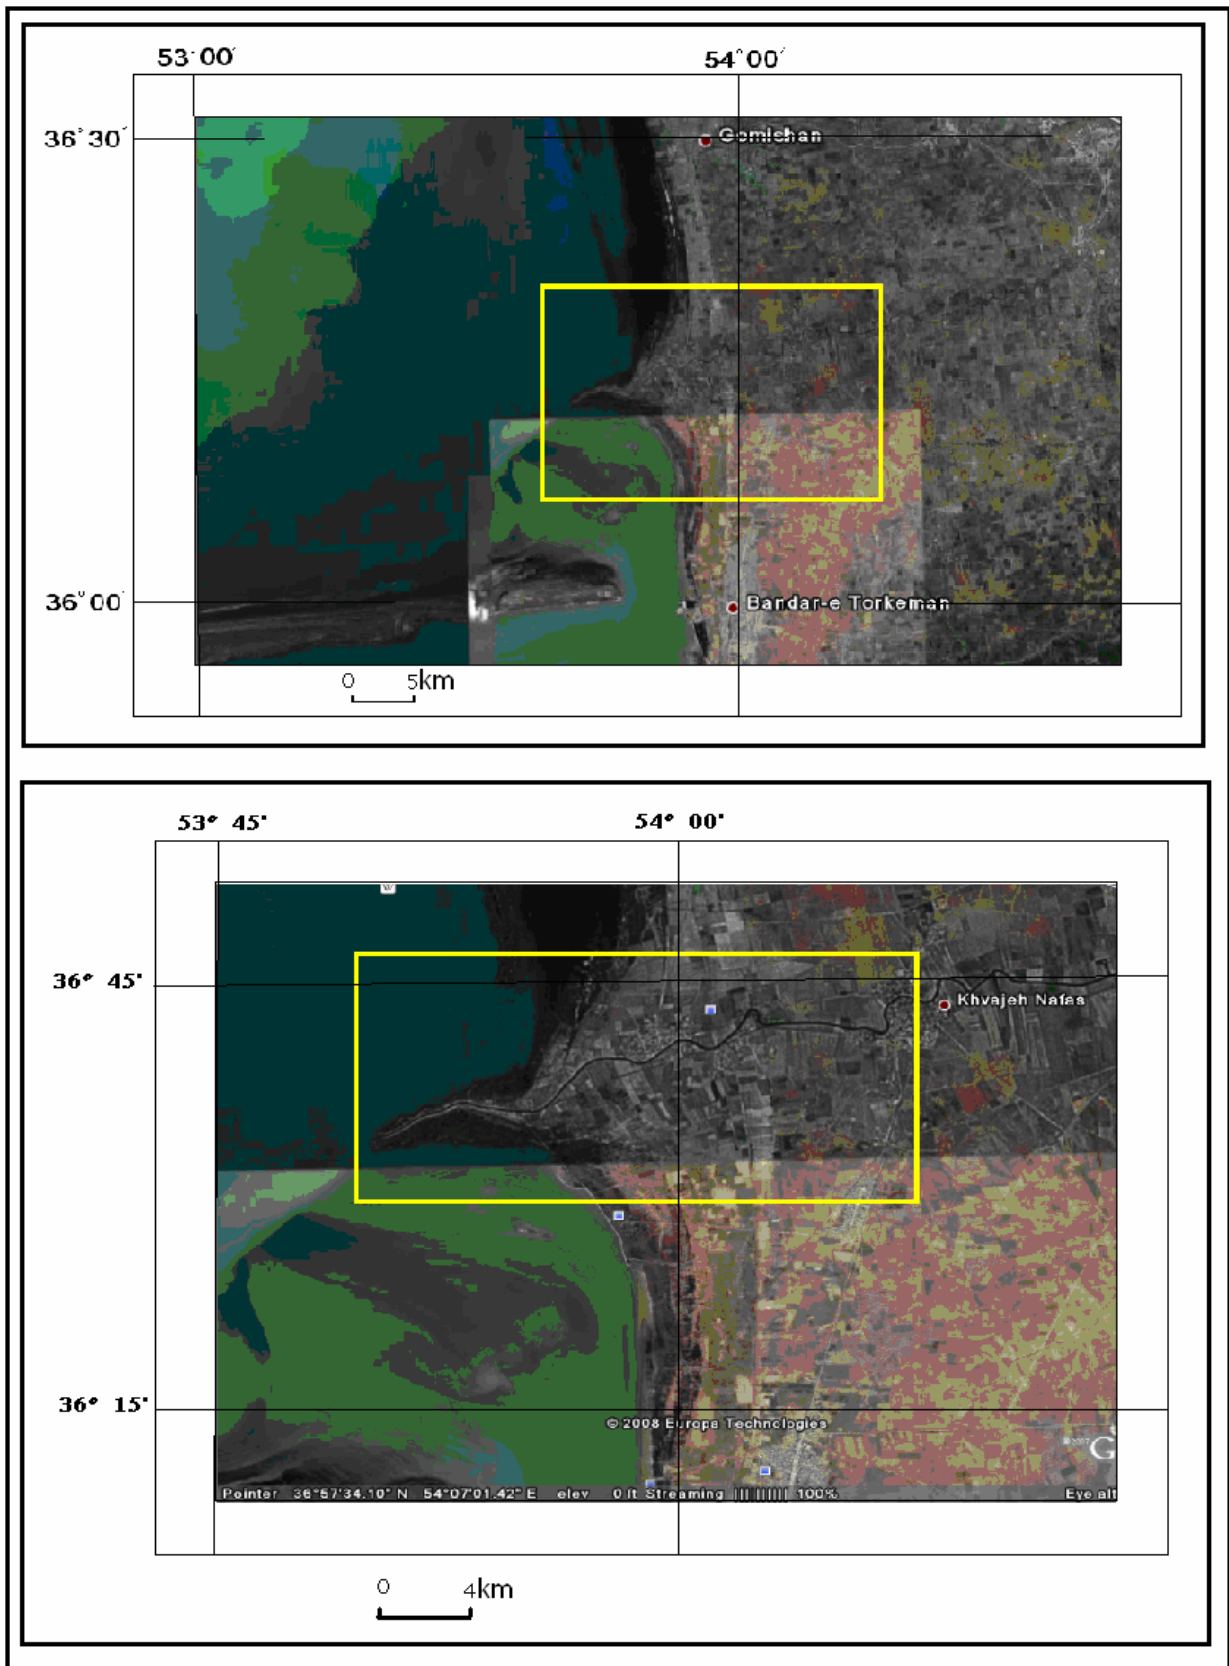 53°00′ 54°00′
36°30′
Gomishan
36°00′
Bandar-e Torkeman
0 5km
53° 45' 54° 00'
W
36° 45'
Khvajeh Nafas
36° 15'
© 2008 Europa Technologies
©2007 G
Pointer 36°57'34.10" N 54°07'01.42" E elev 0 ft Streaming ||||||||| 100% Eye alt
0 4km